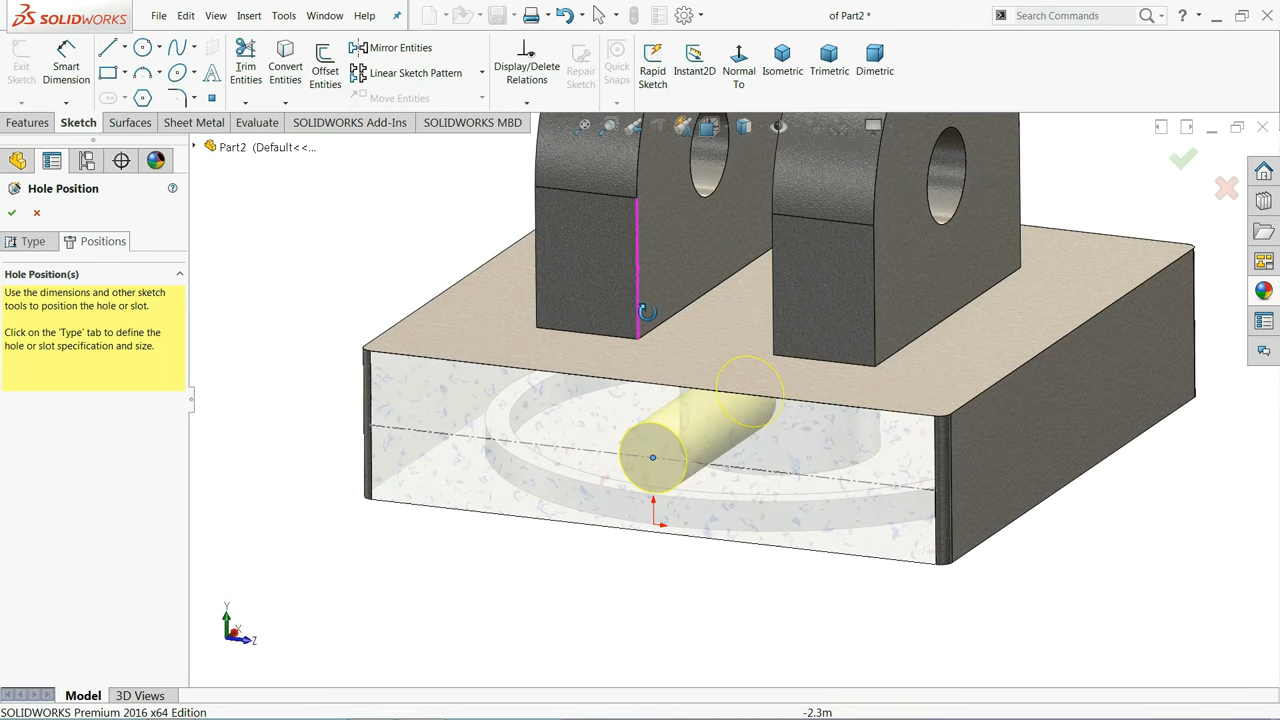 SOLIDWORKS
File
Edit
View
Insert
Tools
Window
Help
of Part2 *
Search Commands
?
Exit Sketch
Smart Dimension
Trim Entities
Convert Entities
Offset Entities
Mirror Entities
Linear Sketch Pattern
Move Entities
Display/Delete Relations
Repair Sketch
Quick Snaps
Rapid Sketch
Instant2D
Normal To
Isometric
Trimetric
Dimetric
Features
Sketch
Surfaces
Sheet Metal
Evaluate
SOLIDWORKS Add-Ins
SOLIDWORKS MBD
Part2 (Default<<...
Hole Position
?
Type
Positions
Hole Position(s)
Use the dimensions and other sketch
tools to position the hole or slot.
Click on the 'Type' tab to define the
hole or slot specification and size.
Y
X
Z
Model
3D Views
SOLIDWORKS Premium 2016 x64 Edition
-2.3m